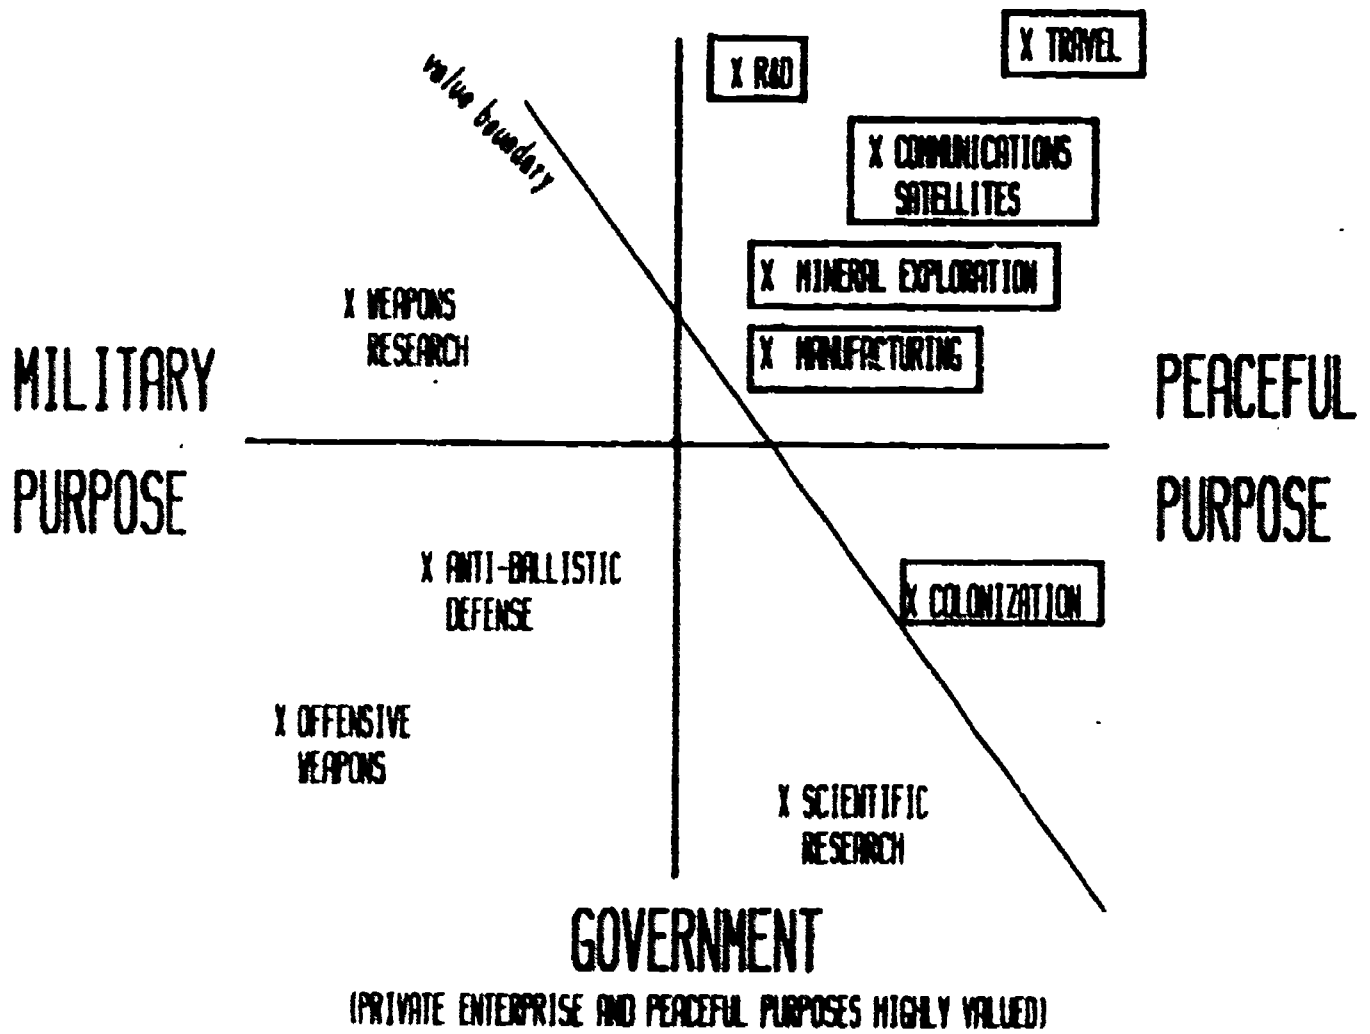 X TRAVEL
X R&D
value boundary
X COMMUNICATIONS
SATELLITES
X MINERAL EXPLORATION
X WEAPONS
RESEARCH
X MANUFACTURING
MILITARY
PURPOSE
PEACEFUL
PURPOSE
X ANTI-BALLISTIC
DEFENSE
X COLONIZATION
X OFFENSIVE
WEAPONS
X SCIENTIFIC
RESEARCH
GOVERNMENT
(PRIVATE ENTERPRISE AND PEACEFUL PURPOSES HIGHLY VALUED)